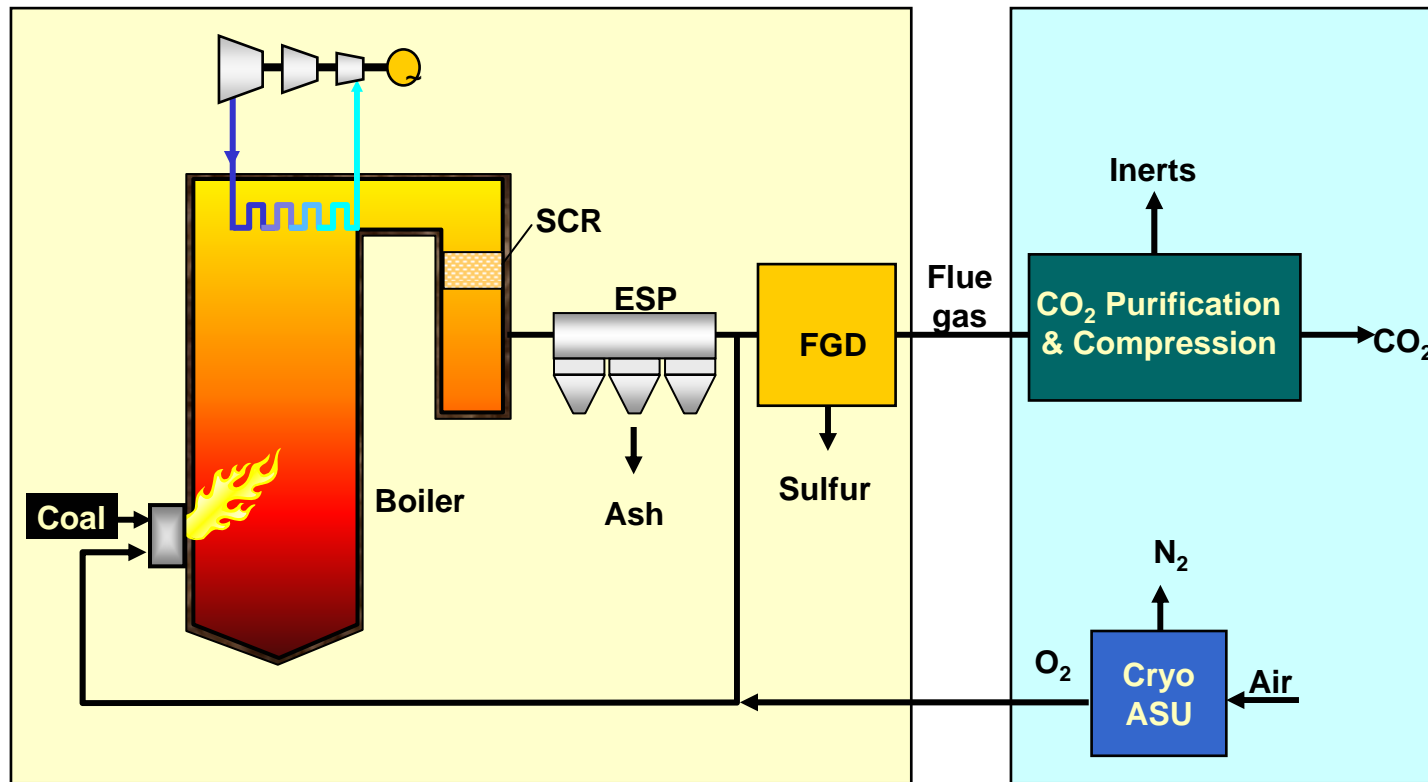 SCR
ESP
FGD
Flue
gas
Inerts
CO₂ Purification
& Compression
CO₂
Sulfur
Ash
Boiler
Coal
N₂
O₂
Cryo
ASU
Air
~